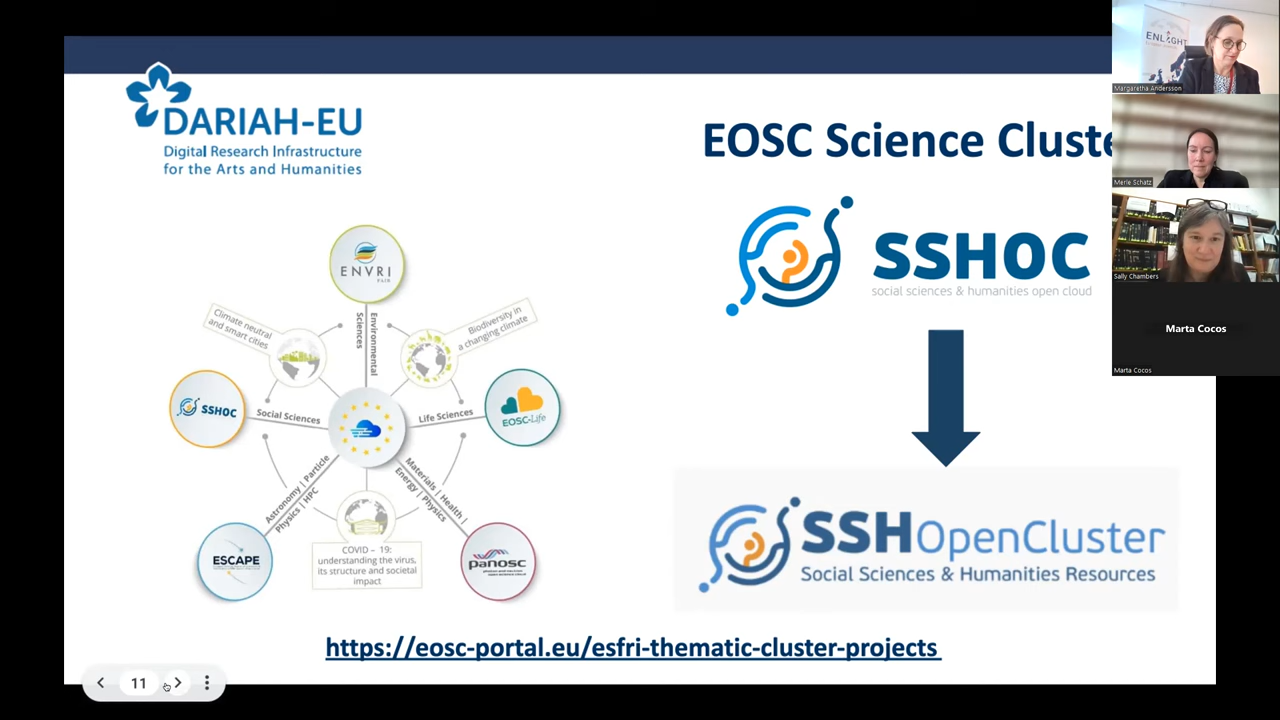 DARIAH-EU
Digital Research Infrastructure
for the Arts and Humanities
EOSC Science Cluste
ENVRI
FAIR
Climate neutral
and smart cities
Environmental
Sciences
Biodiversity in
a changing climate
SSHOC
Social Sciences
Life Sciences
EOSC-Life
Astronomy | Particle
Physics | HPC
Materials | Health |
Energy | Physics
ESCAPE
COVID – 19:
understanding the virus,
its structure and societal
impact
panosc
SSHOC
social sciences & humanities open cloud
SSHOpenCluster
Social Sciences & Humanities Resources
https://eosc-portal.eu/esfri-thematic-cluster-projects
11
ENLIGHT
Margaretha Andersson
Merle Schatz
Sally Chambers
Marta Cocos
Marta Cocos